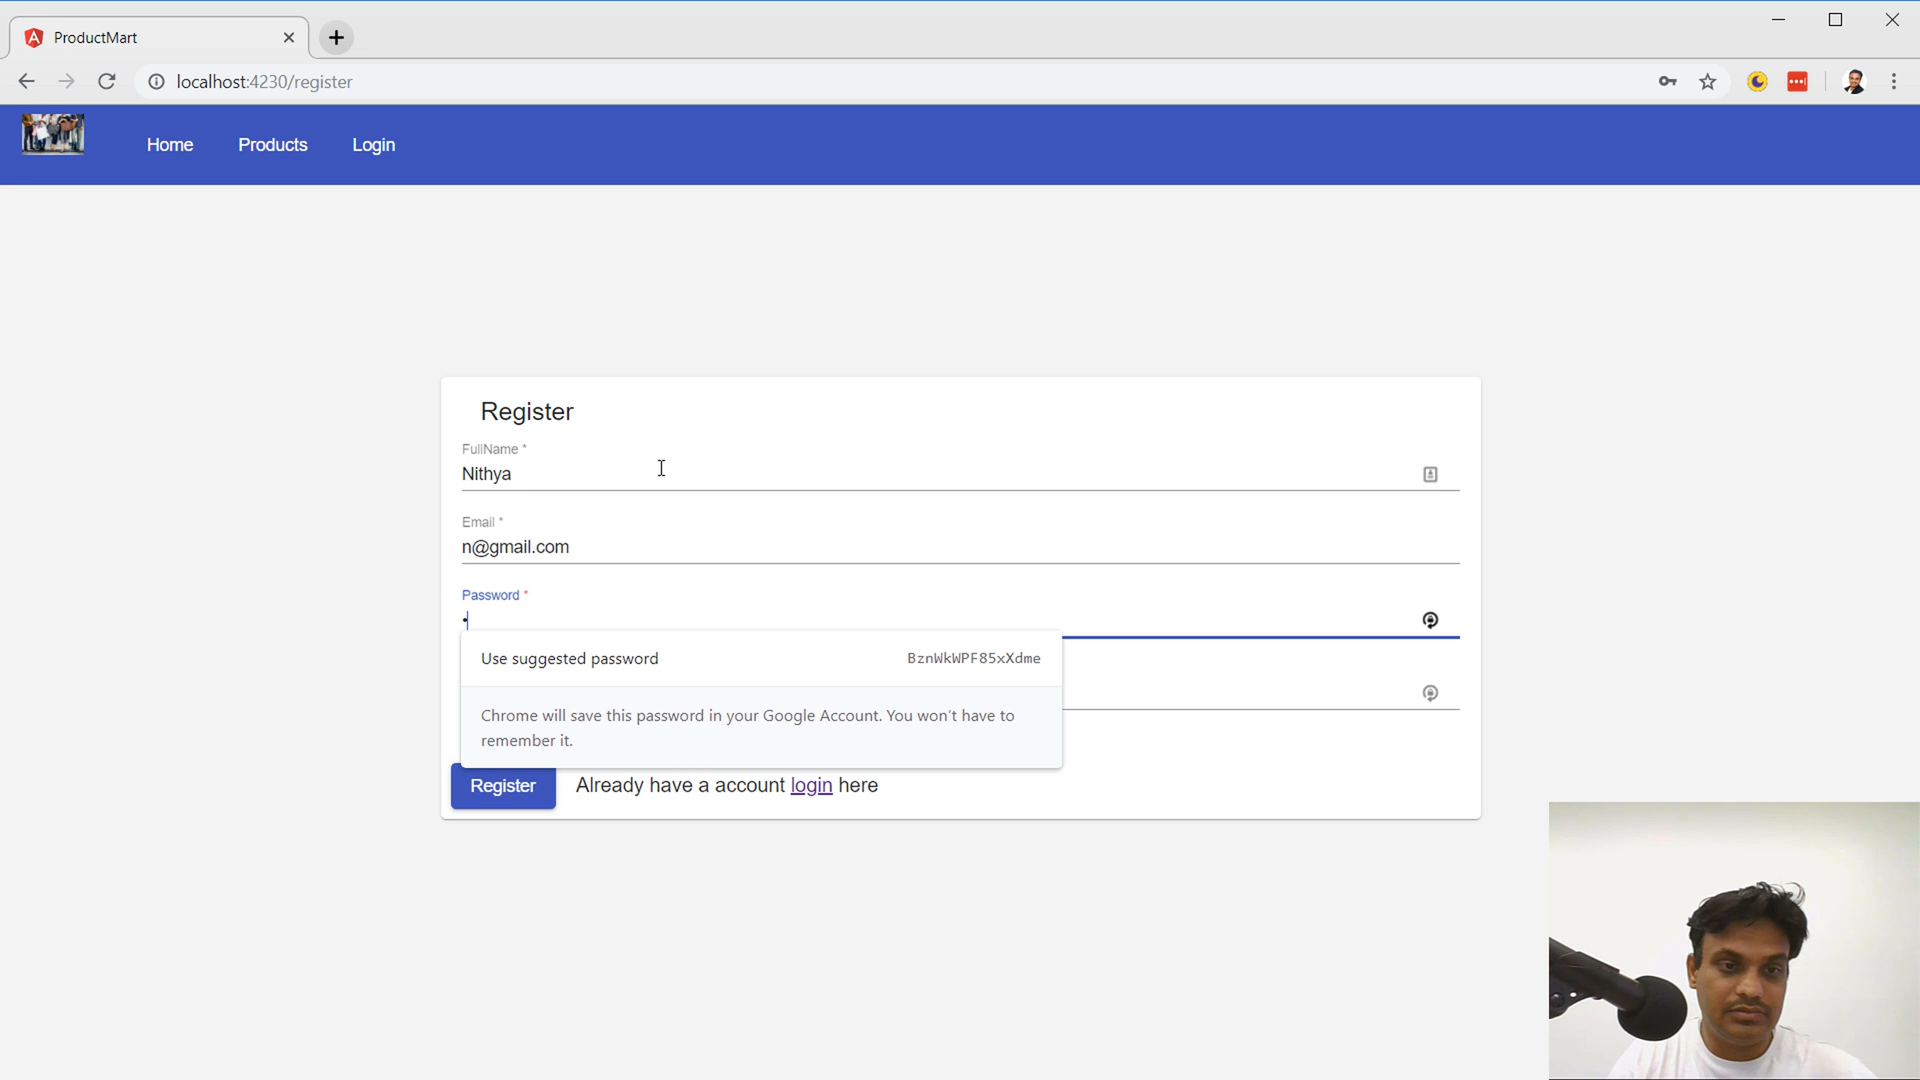 ProductMart
localhost:4230/register
Home Products Login
Register
FullName *
Nithya
Email *
n@gmail.com
Password *
•
Use suggested password BznWkWPF85xXdme
Chrome will save this password in your Google Account. You won't have to
remember it.
Register Already have a account login here